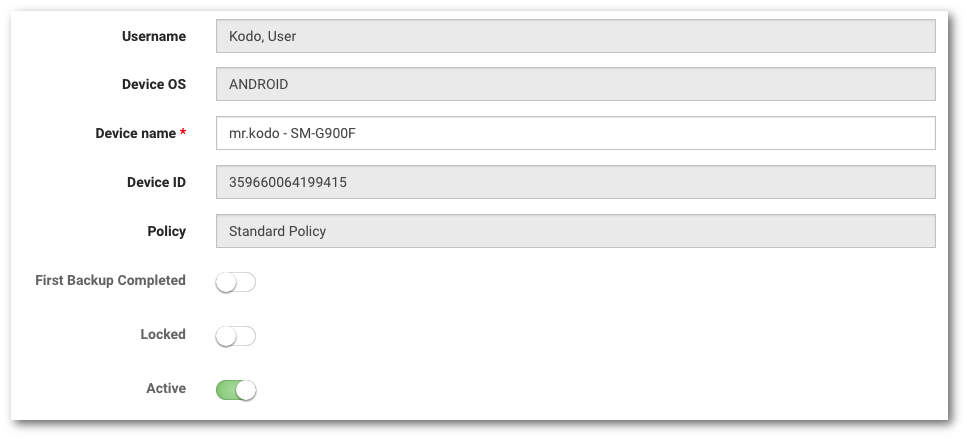 Username Kodo, User
Device OS ANDROID
Device name * mr.kodo - SM-G900F
Device ID 359660064199415
Policy Standard Policy
First Backup Completed
Locked
Active